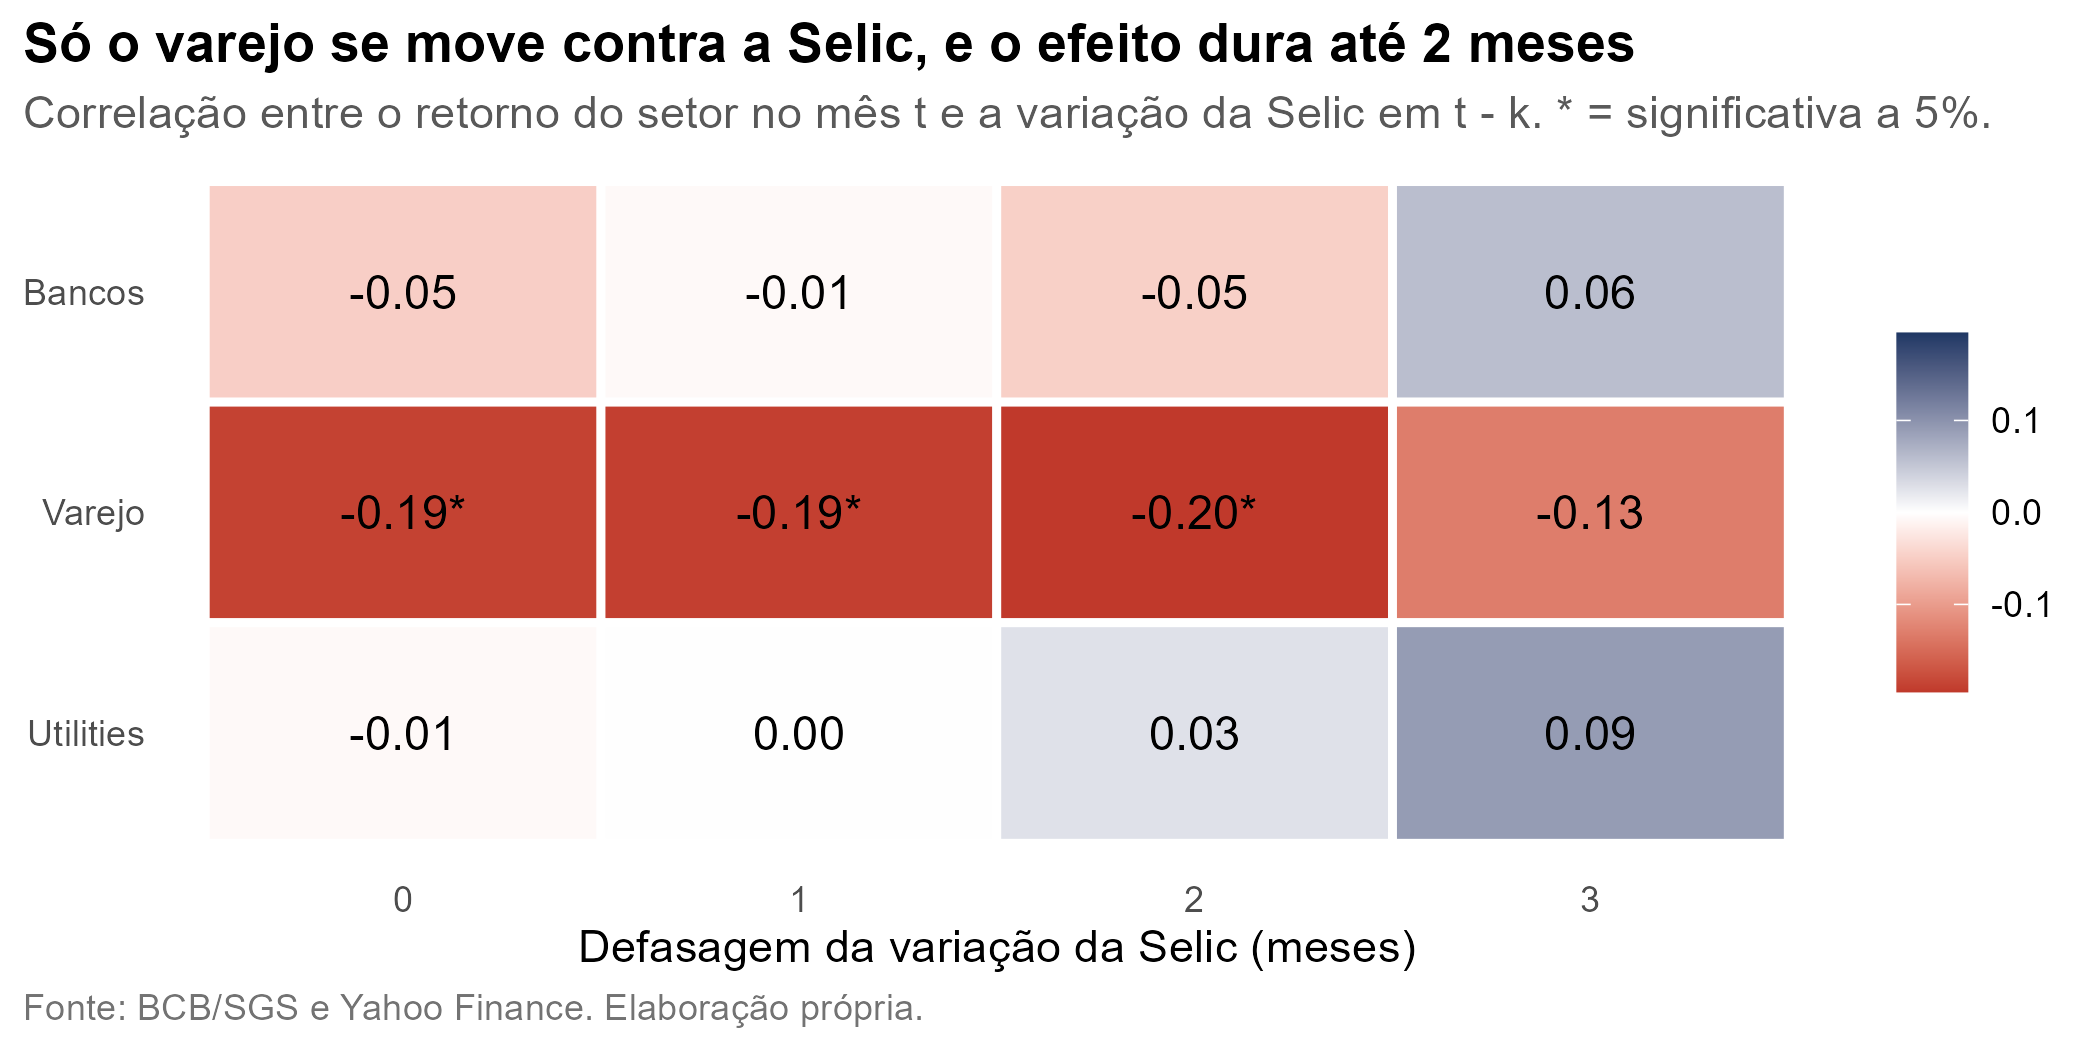 Só o varejo se move contra a Selic, e o efeito dura até 2 meses
Correlação entre o retorno do setor no mês t e a variação da Selic em t - k. * = significativa a 5%.
Bancos -0.05 -0.01 -0.05 0.06
0.1
Varejo -0.19* -0.19* -0.20* -0.13 0.0
-0.1
Utilities -0.01 0.00 0.03 0.09
0 1 2 3
Defasagem da variação da Selic (meses)
Fonte: BCB/SGS e Yahoo Finance. Elaboração própria.